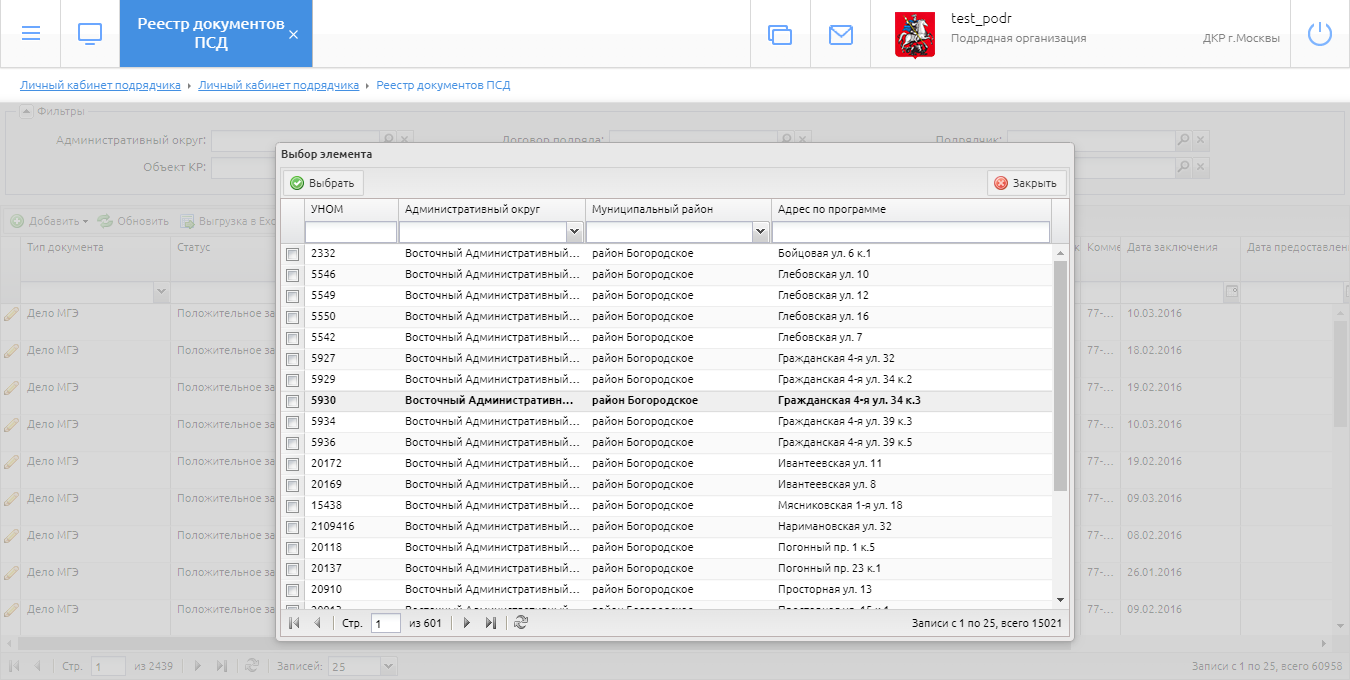 Реестр документов
ПСД
test_podr
Подрядная организация
ДКР г.Москвы
Личный кабинет подрядчика
Личный кабинет подрядчика
Реестр документов ПСД
Фильтры
Административный округ:
Договор подряда:
Подрядчик:
Объект КР:
Выбор элемента
Выбрать
Закрыть
Добавить
Обновить
Выгрузка в Exc
УНОМ
Административный округ
Муниципальный район
Адрес по программе
Тип документа
Статус
к
Комме
Дата заключения
Дата предоставлен
2332 Восточный Административный... район Богородское Бойцовая ул. 6 к.1
5546 Восточный Административный... район Богородское Глебовская ул. 10
5549 Восточный Административный... район Богородское Глебовская ул. 12
5550 Восточный Административный... район Богородское Глебовская ул. 16
5542 Восточный Административный... район Богородское Глебовская ул. 7
5927 Восточный Административный... район Богородское Гражданская 4-я ул. 32
5929 Восточный Административный... район Богородское Гражданская 4-я ул. 34 к.2
5930 Восточный Административн... район Богородское Гражданская 4-я ул. 34 к.3
5934 Восточный Административный... район Богородское Гражданская 4-я ул. 39 к.3
5936 Восточный Административный... район Богородское Гражданская 4-я ул. 39 к.5
20172 Восточный Административный... район Богородское Ивантеевская ул. 11
20169 Восточный Административный... район Богородское Ивантеевская ул. 8
15438 Восточный Административный... район Богородское Мясниковская 1-я ул. 18
2109416 Восточный Административный... район Богородское Наримановская ул. 32
20118 Восточный Административный... район Богородское Погонный пр. 1 к.5
20137 Восточный Административный... район Богородское Погонный пр. 23 к.1
20910 Восточный Административный... район Богородское Просторная ул. 13
Стр. 1 из 601
Записи с 1 по 25, всего 15021
Дело МГЭ Положительное за 77-... 10.03.2016
Дело МГЭ Положительное за 77-... 18.02.2016
Дело МГЭ Положительное за 77-... 19.02.2016
Дело МГЭ Положительное за 77-... 10.03.2016
Дело МГЭ Положительное за 77-... 19.02.2016
Дело МГЭ Положительное за 77-... 09.03.2016
Дело МГЭ Положительное за 77-... 08.02.2016
Дело МГЭ Положительное за 77-... 26.01.2016
Дело МГЭ Положительное за 77-... 09.02.2016
Стр. 1 из 2439
Записей: 25
Записи с 1 по 25, всего 60958